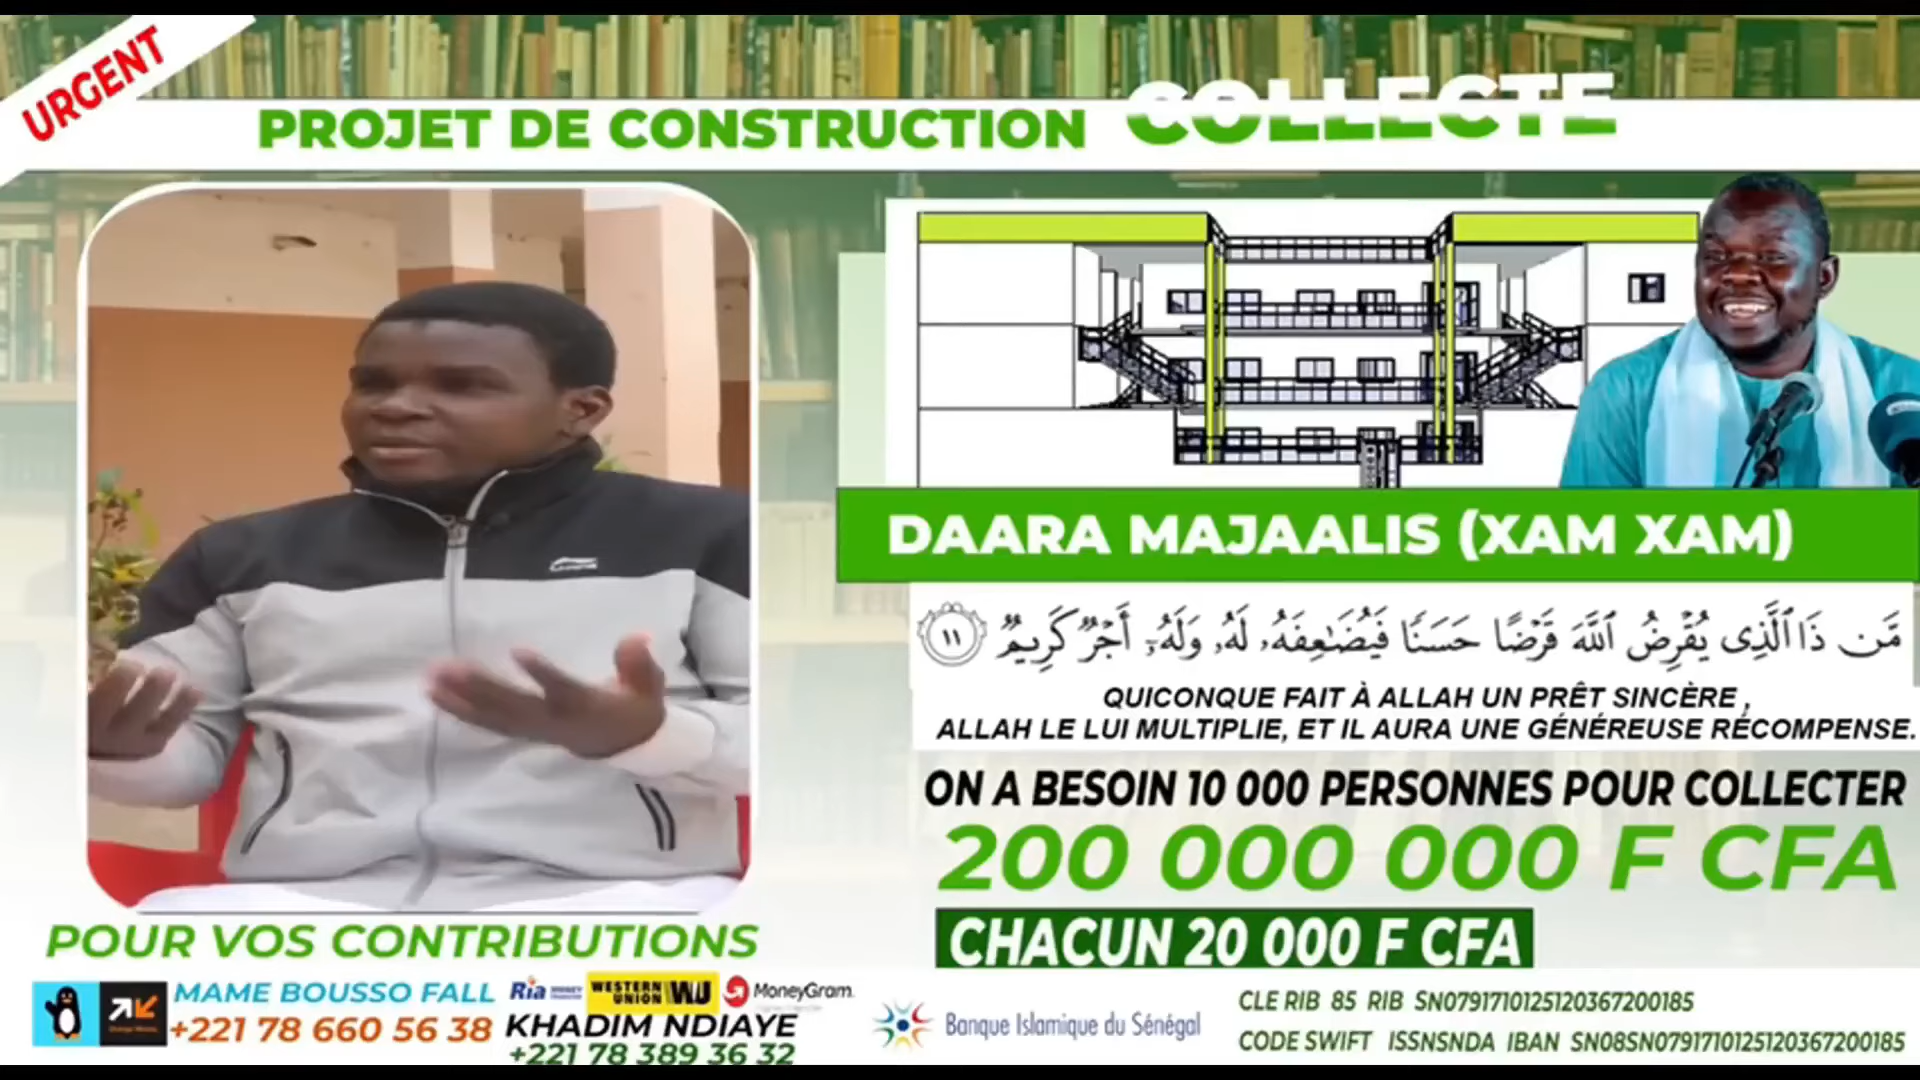 URGENT
PROJET DE CONSTRUCTION
COLLECTE
DAARA MAJAALIS (XAM XAM)
مَّن ذَا ٱلَّذِى يُقْرِضُ ٱللَّهَ قَرْضًا حَسَنًا فَيُضَـٰعِفَهُۥ لَهُۥ وَلَهُۥٓ أَجْرٌ كَرِيمٌ ١١
QUICONQUE FAIT À ALLAH UN PRÊT SINCÈRE ,
ALLAH LE LUI MULTIPLIE, ET IL AURA UNE GÉNÉREUSE RÉCOMPENSE.
ON A BESOIN 10 000 PERSONNES POUR COLLECTER
200 000 000 F CFA
CHACUN 20 000 F CFA
POUR VOS CONTRIBUTIONS
MAME BOUSSO FALL
+221 78 660 56 38
Ria
WESTERN UNION WU
MoneyGram
KHADIM NDIAYE
+221 78 389 36 32
Banque Islamique du Sénégal
CLE RIB 85 RIB SN0791710125120367200185
CODE SWIFT ISSNSNDA IBAN SN08SN0791710125120367200185